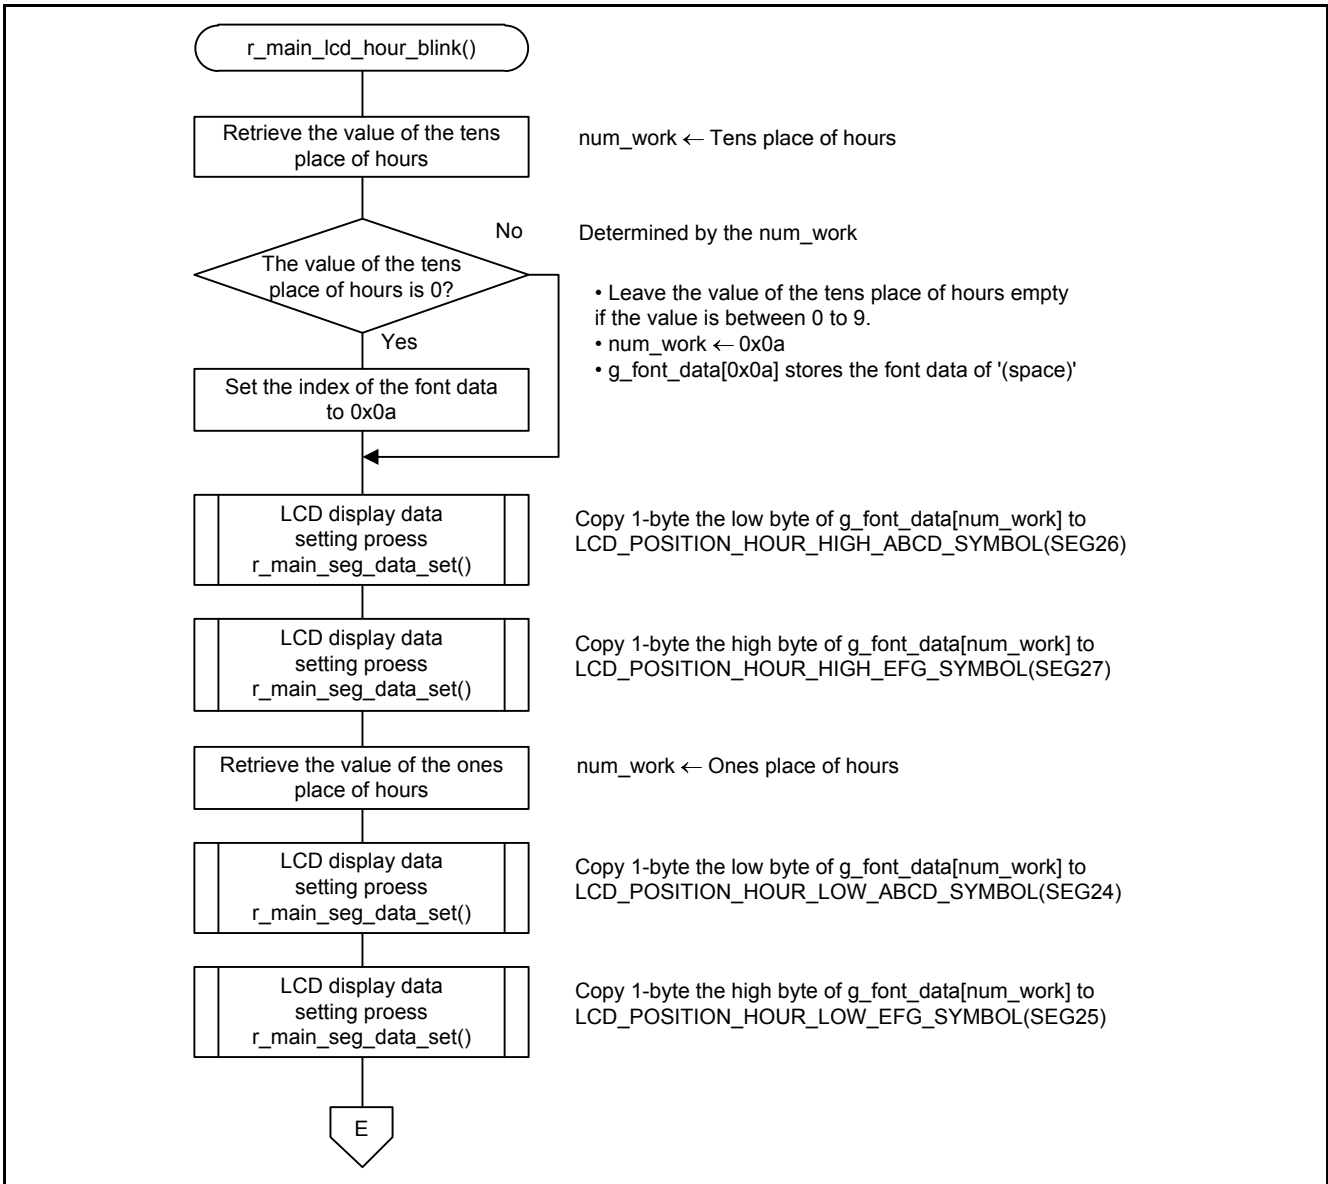 r_main_lcd_hour_blink()
Retrieve the value of the tens
place of hours
num_work ← Tens place of hours
No
Determined by the num_work
The value of the tens
place of hours is 0?
• Leave the value of the tens place of hours empty
if the value is between 0 to 9.
• num_work ← 0x0a
• g_font_data[0x0a] stores the font data of '(space)'
Yes
Set the index of the font data
to 0x0a
LCD display data
setting proess
r_main_seg_data_set()
Copy 1-byte the low byte of g_font_data[num_work] to
LCD_POSITION_HOUR_HIGH_ABCD_SYMBOL(SEG26)
LCD display data
setting proess
r_main_seg_data_set()
Copy 1-byte the high byte of g_font_data[num_work] to
LCD_POSITION_HOUR_HIGH_EFG_SYMBOL(SEG27)
Retrieve the value of the ones
place of hours
num_work ← Ones place of hours
LCD display data
setting proess
r_main_seg_data_set()
Copy 1-byte the low byte of g_font_data[num_work] to
LCD_POSITION_HOUR_LOW_ABCD_SYMBOL(SEG24)
LCD display data
setting proess
r_main_seg_data_set()
Copy 1-byte the high byte of g_font_data[num_work] to
LCD_POSITION_HOUR_LOW_EFG_SYMBOL(SEG25)
E